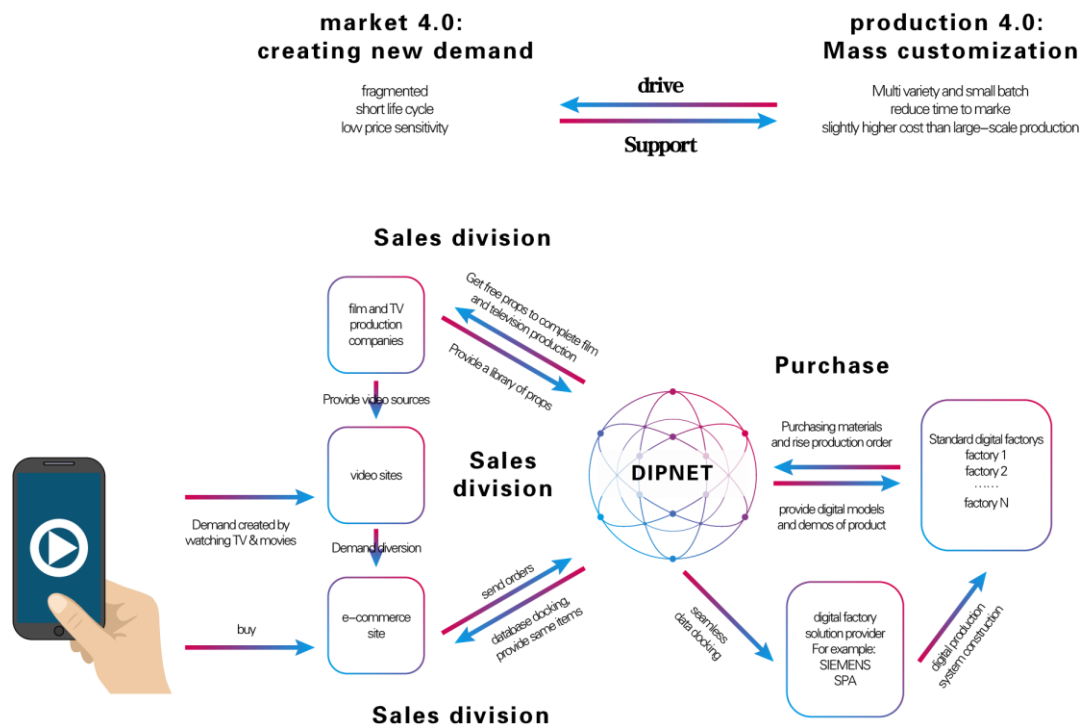 market 4.0:
creating new demand
fragmented
short life cycle
low price sensitivity
drive
Support
production 4.0:
Mass customization
Multi variety and small batch
reduce time to marke
slightly higher cost than large-scale production
Sales division
film and TV
production
companies
Get free props to complete film
and television production
Provide a library of props
Provide video sources
video sites
Sales
division
Demand created by
watching TV & movies
Demand diversion
e-commerce
site
buy
send orders
database docking,
provide same items
Sales division
DIPNET
Purchase
Purchasing materials
and rise production order
provide digital models
and demos of product
Standard digital factorys
factory 1
factory 2
······
factory N
seamless
data docking
digital factory
solution provider
For example:
SIEMENS
SPA
digital production
system construction